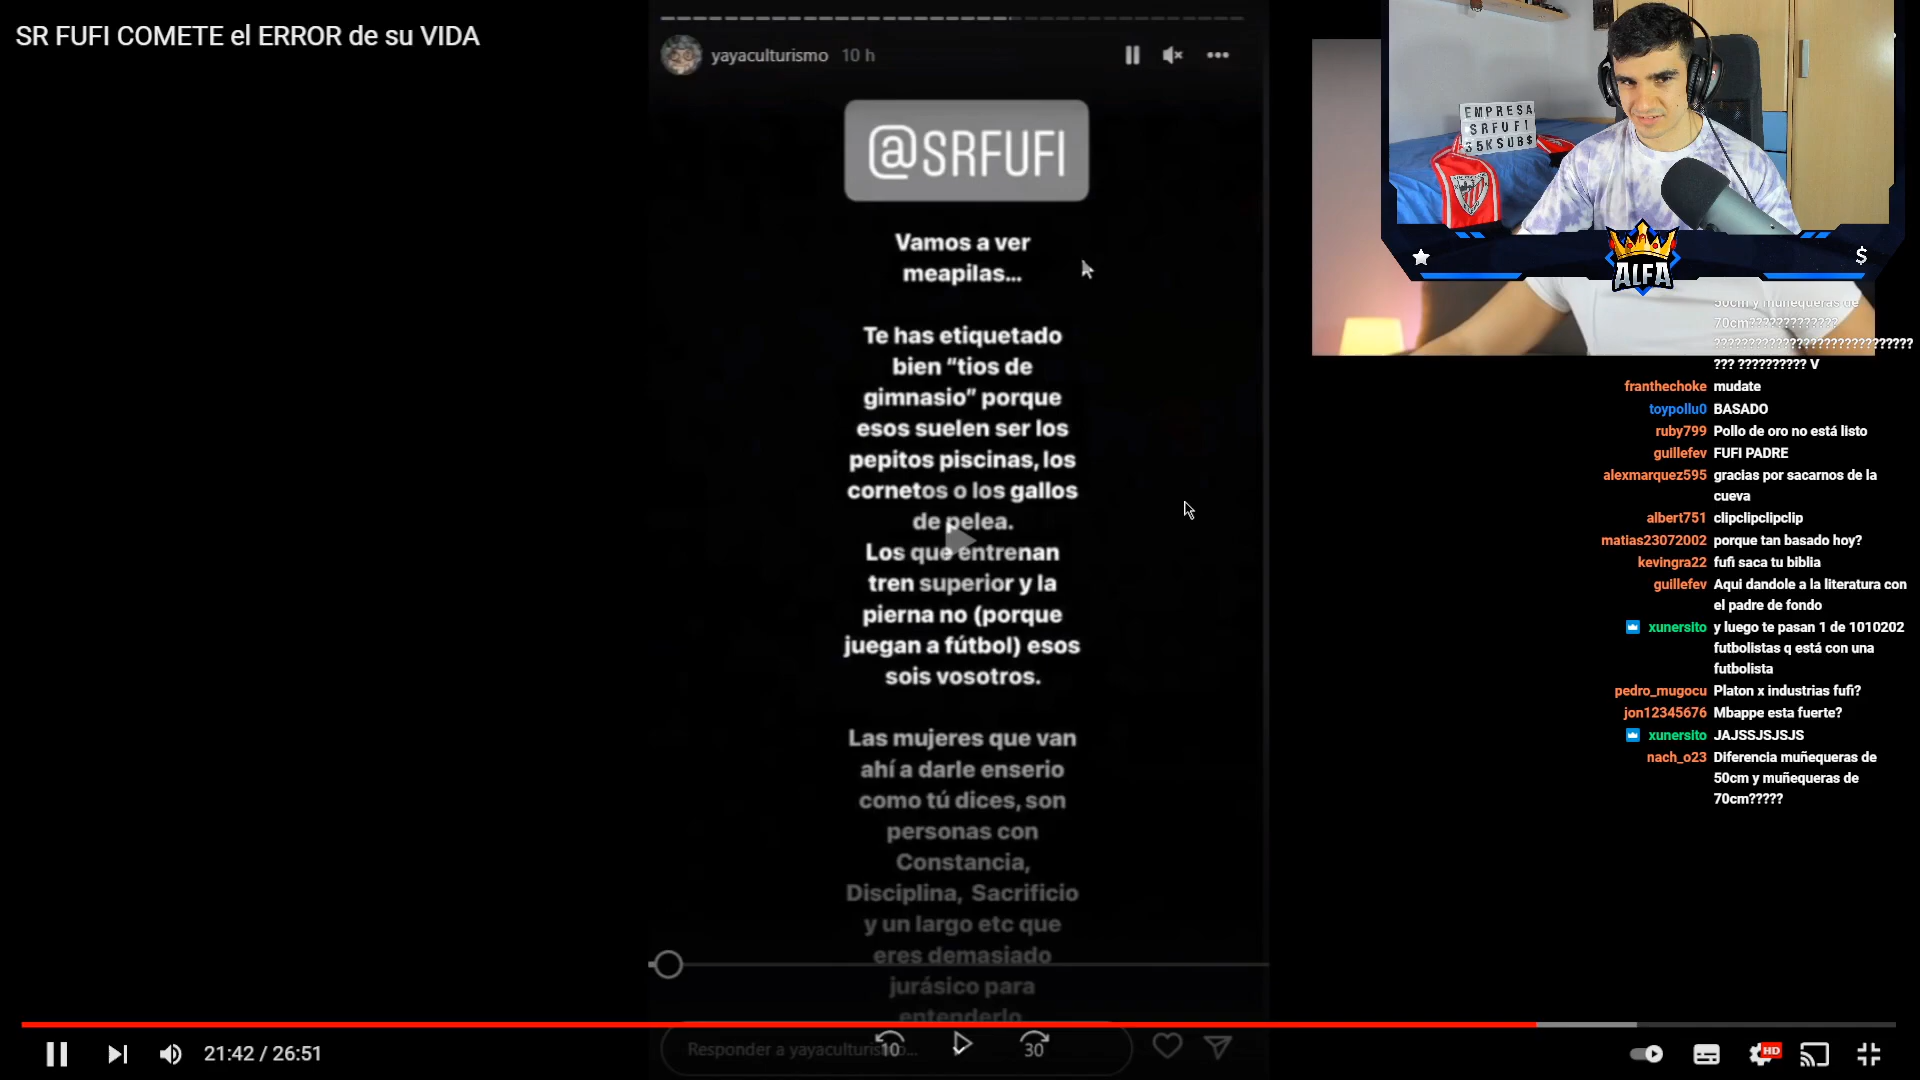 SR FUFI COMETE el ERROR de su VIDA
yayaculturismo 10 h
@SRFUFI
Vamos a ver
meapilas...
Te has etiquetado
bien "tios de
gimnasio" porque
esos suelen ser los
pepitos piscinas, los
cornetos o los gallos
de pelea.
Los que entrenan
tren superior y la
pierna no (porque
juegan a fútbol) esos
sois vosotros.
Las mujeres que van
ahí a darle enserio
como tú dices, son
personas con
Constancia,
Disciplina, Sacrificio
y un largo etc que
eres demasiado
jurásico para
entenderlo
Responder a yayaculturismo...
10
30
21:42 / 26:51
HD
EMPRESA
SRFUFI
35KSUB$
ALFA
$
50cm y muñequeras de
70cm?????????????
?????????????????????????????
??? ?????????? V
franthechoke mudate
toypollu0 BASADO
ruby799 Pollo de oro no está listo
guillefev FUFI PADRE
alexmarquez595 gracias por sacarnos de la
cueva
albert751 clipclipclipclip
matias23072002 porque tan basado hoy?
kevingra22 fufi saca tu biblia
guillefev Aqui dandole a la literatura con
el padre de fondo
xunersito y luego te pasan 1 de 1010202
futbolistas q está con una
futbolista
pedro_mugocu Platon x industrias fufi?
jon12345676 Mbappe esta fuerte?
xunersito JAJSSJSJSJS
nach_o23 Diferencia muñequeras de
50cm y muñequeras de
70cm?????